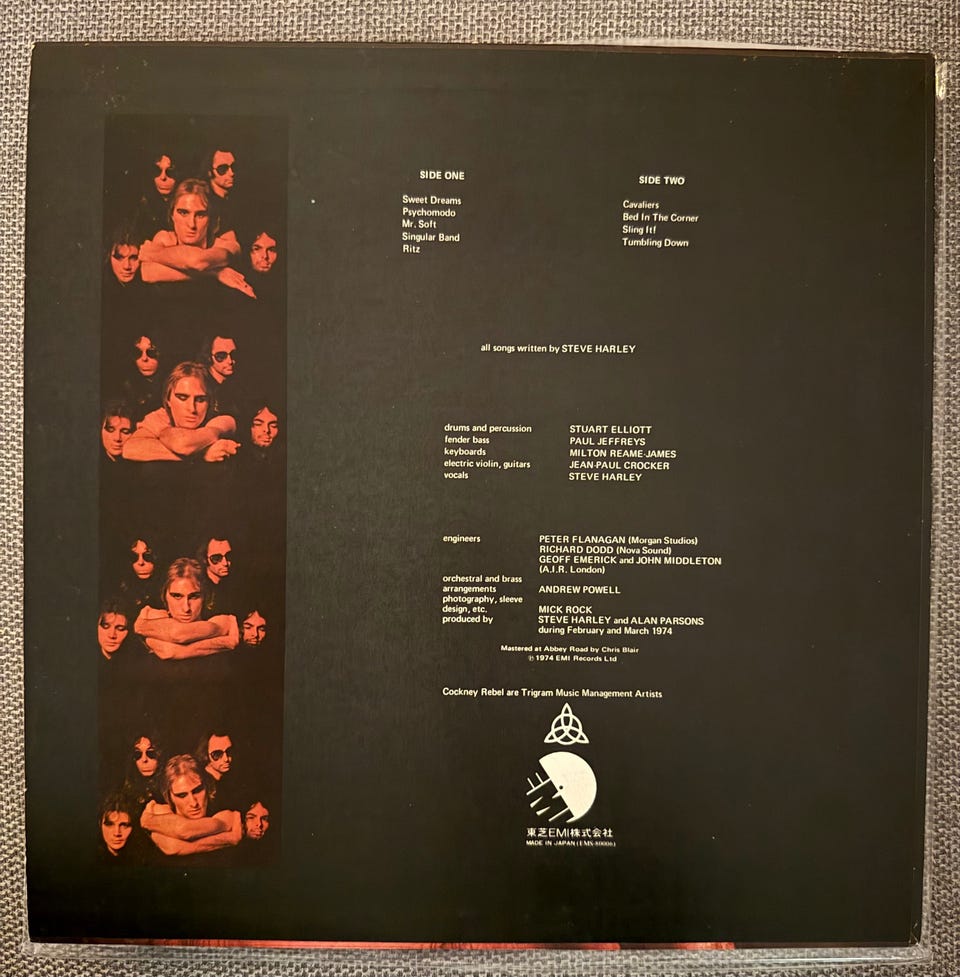 SIDE ONE
Sweet Dreams
Psychomodo
Mr. Soft
Singular Band
Ritz
SIDE TWO
Cavaliers
Bed In The Corner
Sling It!
Tumbling Down
all songs written by STEVE HARLEY
drums and percussion STUART ELLIOTT
fender bass PAUL JEFFREYS
keyboards MILTON REAME-JAMES
electric violin, guitars JEAN-PAUL CROCKER
vocals STEVE HARLEY
engineers PETER FLANAGAN (Morgan Studios)
RICHARD DODD (Nova Sound)
GEOFF EMERICK and JOHN MIDDLETON
(A.I.R. London)
orchestral and brass
arrangements ANDREW POWELL
photography, sleeve
design, etc. MICK ROCK
produced by STEVE HARLEY and ALAN PARSONS
during February and March 1974
Mastered at Abbey Road by Chris Blair
℗ 1974 EMI Records Ltd
Cockney Rebel are Trigram Music Management Artists
EMI
東芝EMI株式会社
MADE IN JAPAN (EMS-80006)